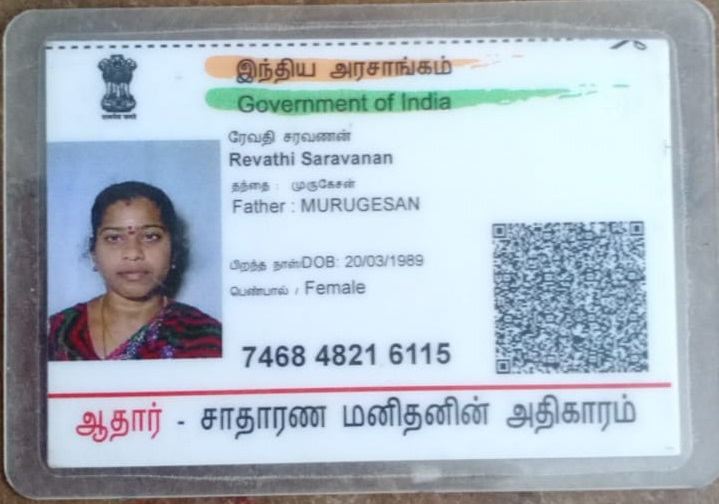 இந்திய அரசாங்கம்
Government of India
ரேவதி சரவணன்
Revathi Saravanan
தந்தை : முருகேசன்
Father : MURUGESAN
பிறந்த நாள்/DOB: 20/03/1989
பெண்பால் / Female
7468 4821 6115
ஆதார் - சாதாரண மனிதனின் அதிகாரம்